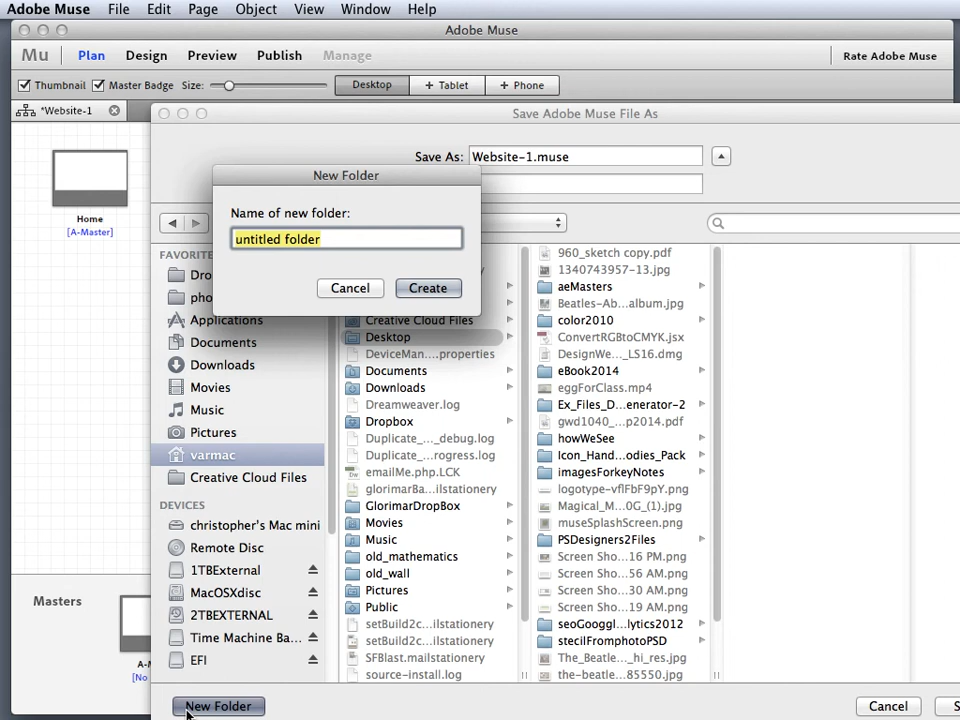 Adobe Muse File Edit Page Object View Window Help
Adobe Muse
Mu Plan Design Preview Publish Manage Rate Adobe Muse
Thumbnail Master Badge Size: Desktop + Tablet + Phone
*Website-1
Save Adobe Muse File As
Save As: Website-1.muse
New Folder
Name of new folder:
untitled folder
Cancel Create
Home
[A-Master]
Masters
FAVORITE
Dro
pho
Applications
Documents
Downloads
Movies
Music
Pictures
varmac
Creative Cloud Files
DEVICES
christopher's Mac mini
Remote Disc
1TBExternal
MacOSXdisc
2TBEXTERNAL
Time Machine Ba...
EFI
Creative Cloud Files
Desktop
DeviceMan....properties
Documents
Downloads
Dreamweaver.log
Dropbox
Duplicate_..._debug.log
Duplicate_...rogress.log
emailMe.php.LCK
glorimarBa...ilstationery
GlorimarDropBox
Movies
Music
old_mathematics
old_wall
Pictures
Public
setBuild2c...ilstationery
setBuild2c...ilstationery
SFBlast.mailstationery
source-install.log
960_sketch copy.pdf
1340743957-13.jpg
aeMasters
Beatles-Ab...album.jpg
color2010
ConvertRGBtoCMYK.jsx
DesignWe..._LS16.dmg
eBook2014
eggForClass.mp4
Ex_Files_D...enerator-2
gwd1040_...p2014.pdf
howWeSee
Icon_Hand...odies_Pack
imagesForkeyNotes
logotype-vflFbF9pY.png
Magical_M...0G_(1).jpg
museSplashScreen.png
PSDesigners2Files
Screen Sho...16 PM.png
Screen Sho...56 AM.png
Screen Sho...30 AM.png
Screen Sho...19 AM.png
seoGooggl...lytics2012
stecilFromphotoPSD
The_Beatle..._hi_res.jpg
the-beatle...85550.jpg
A-M
[No
New Folder
Cancel S